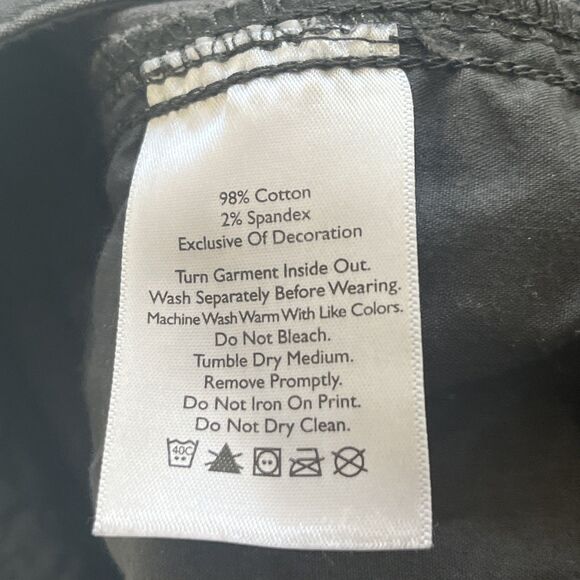 98% Cotton
2% Spandex
Exclusive Of Decoration
Turn Garment Inside Out.
Wash Separately Before Wearing.
Machine Wash Warm With Like Colors.
Do Not Bleach.
Tumble Dry Medium.
Remove Promptly.
Do Not Iron On Print.
Do Not Dry Clean.
40C